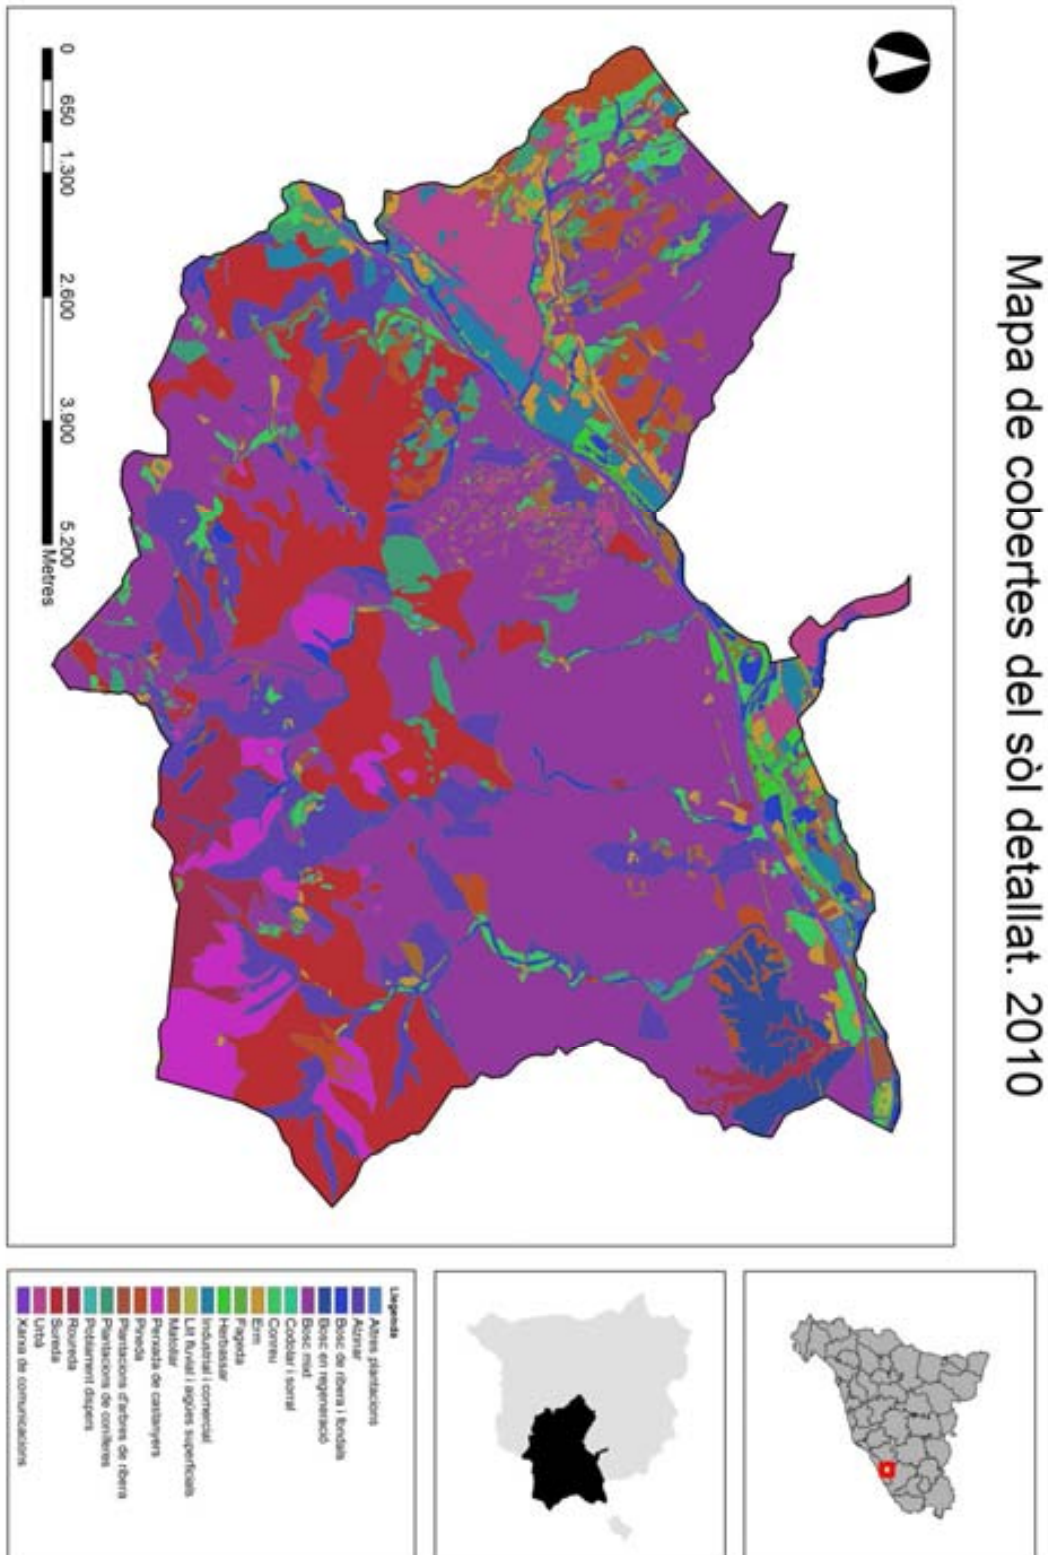 Mapa de cobertes del sòl detallat. 2010
0 650 1.300 2.600 3.900 5.200
Metres
Llegenda
Altres plantacions
Alzinar
Bosc de ribera i fondals
Bosc en regeneració
Bosc mixt
Codolar i sorral
Conreu
Erm
Fageda
Herbassar
Industrial i comercial
Llit fluvial i aigües superficials
Matollar
Perxada de castanyers
Pineda
Plantacions d'arbres de ribera
Plantacions de coníferes
Poblament dispers
Roureda
Sureda
Urbà
Xarxa de comunicacions